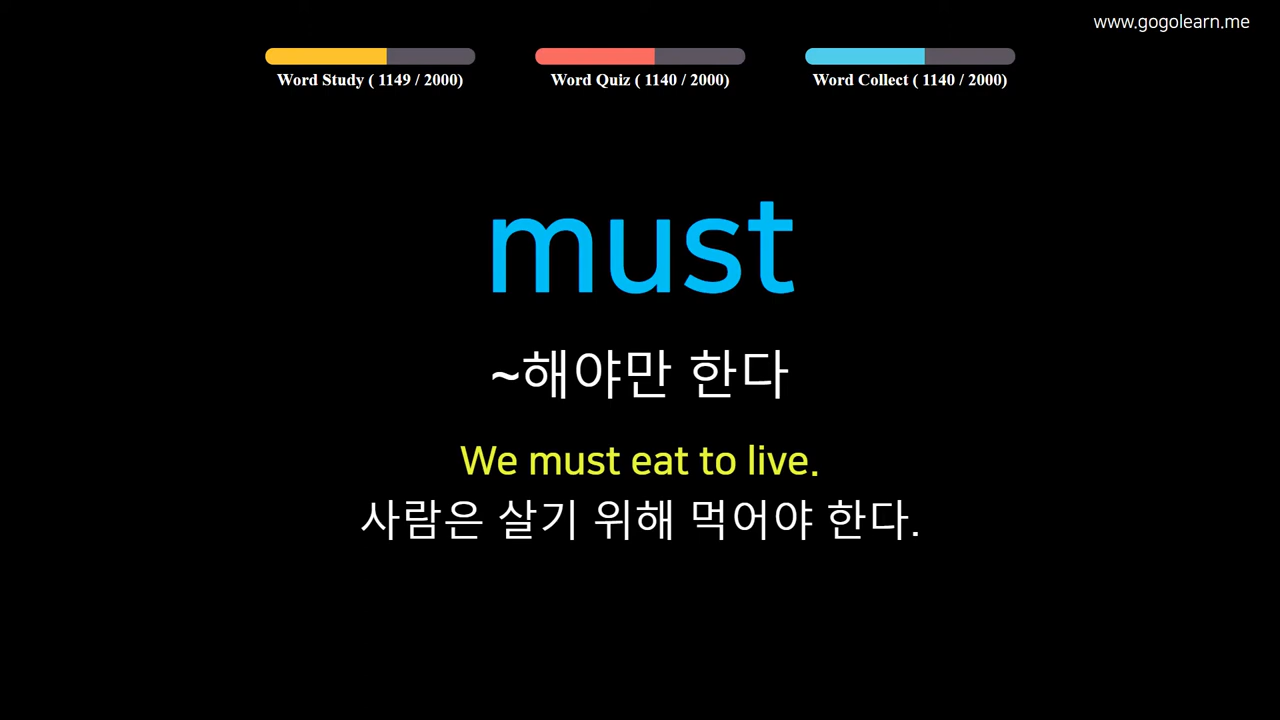 www.gogolearn.me
Word Study ( 1149 / 2000)
Word Quiz ( 1140 / 2000)
Word Collect ( 1140 / 2000)
must
~해야만 한다
We must eat to live.
사람은 살기 위해 먹어야 한다.